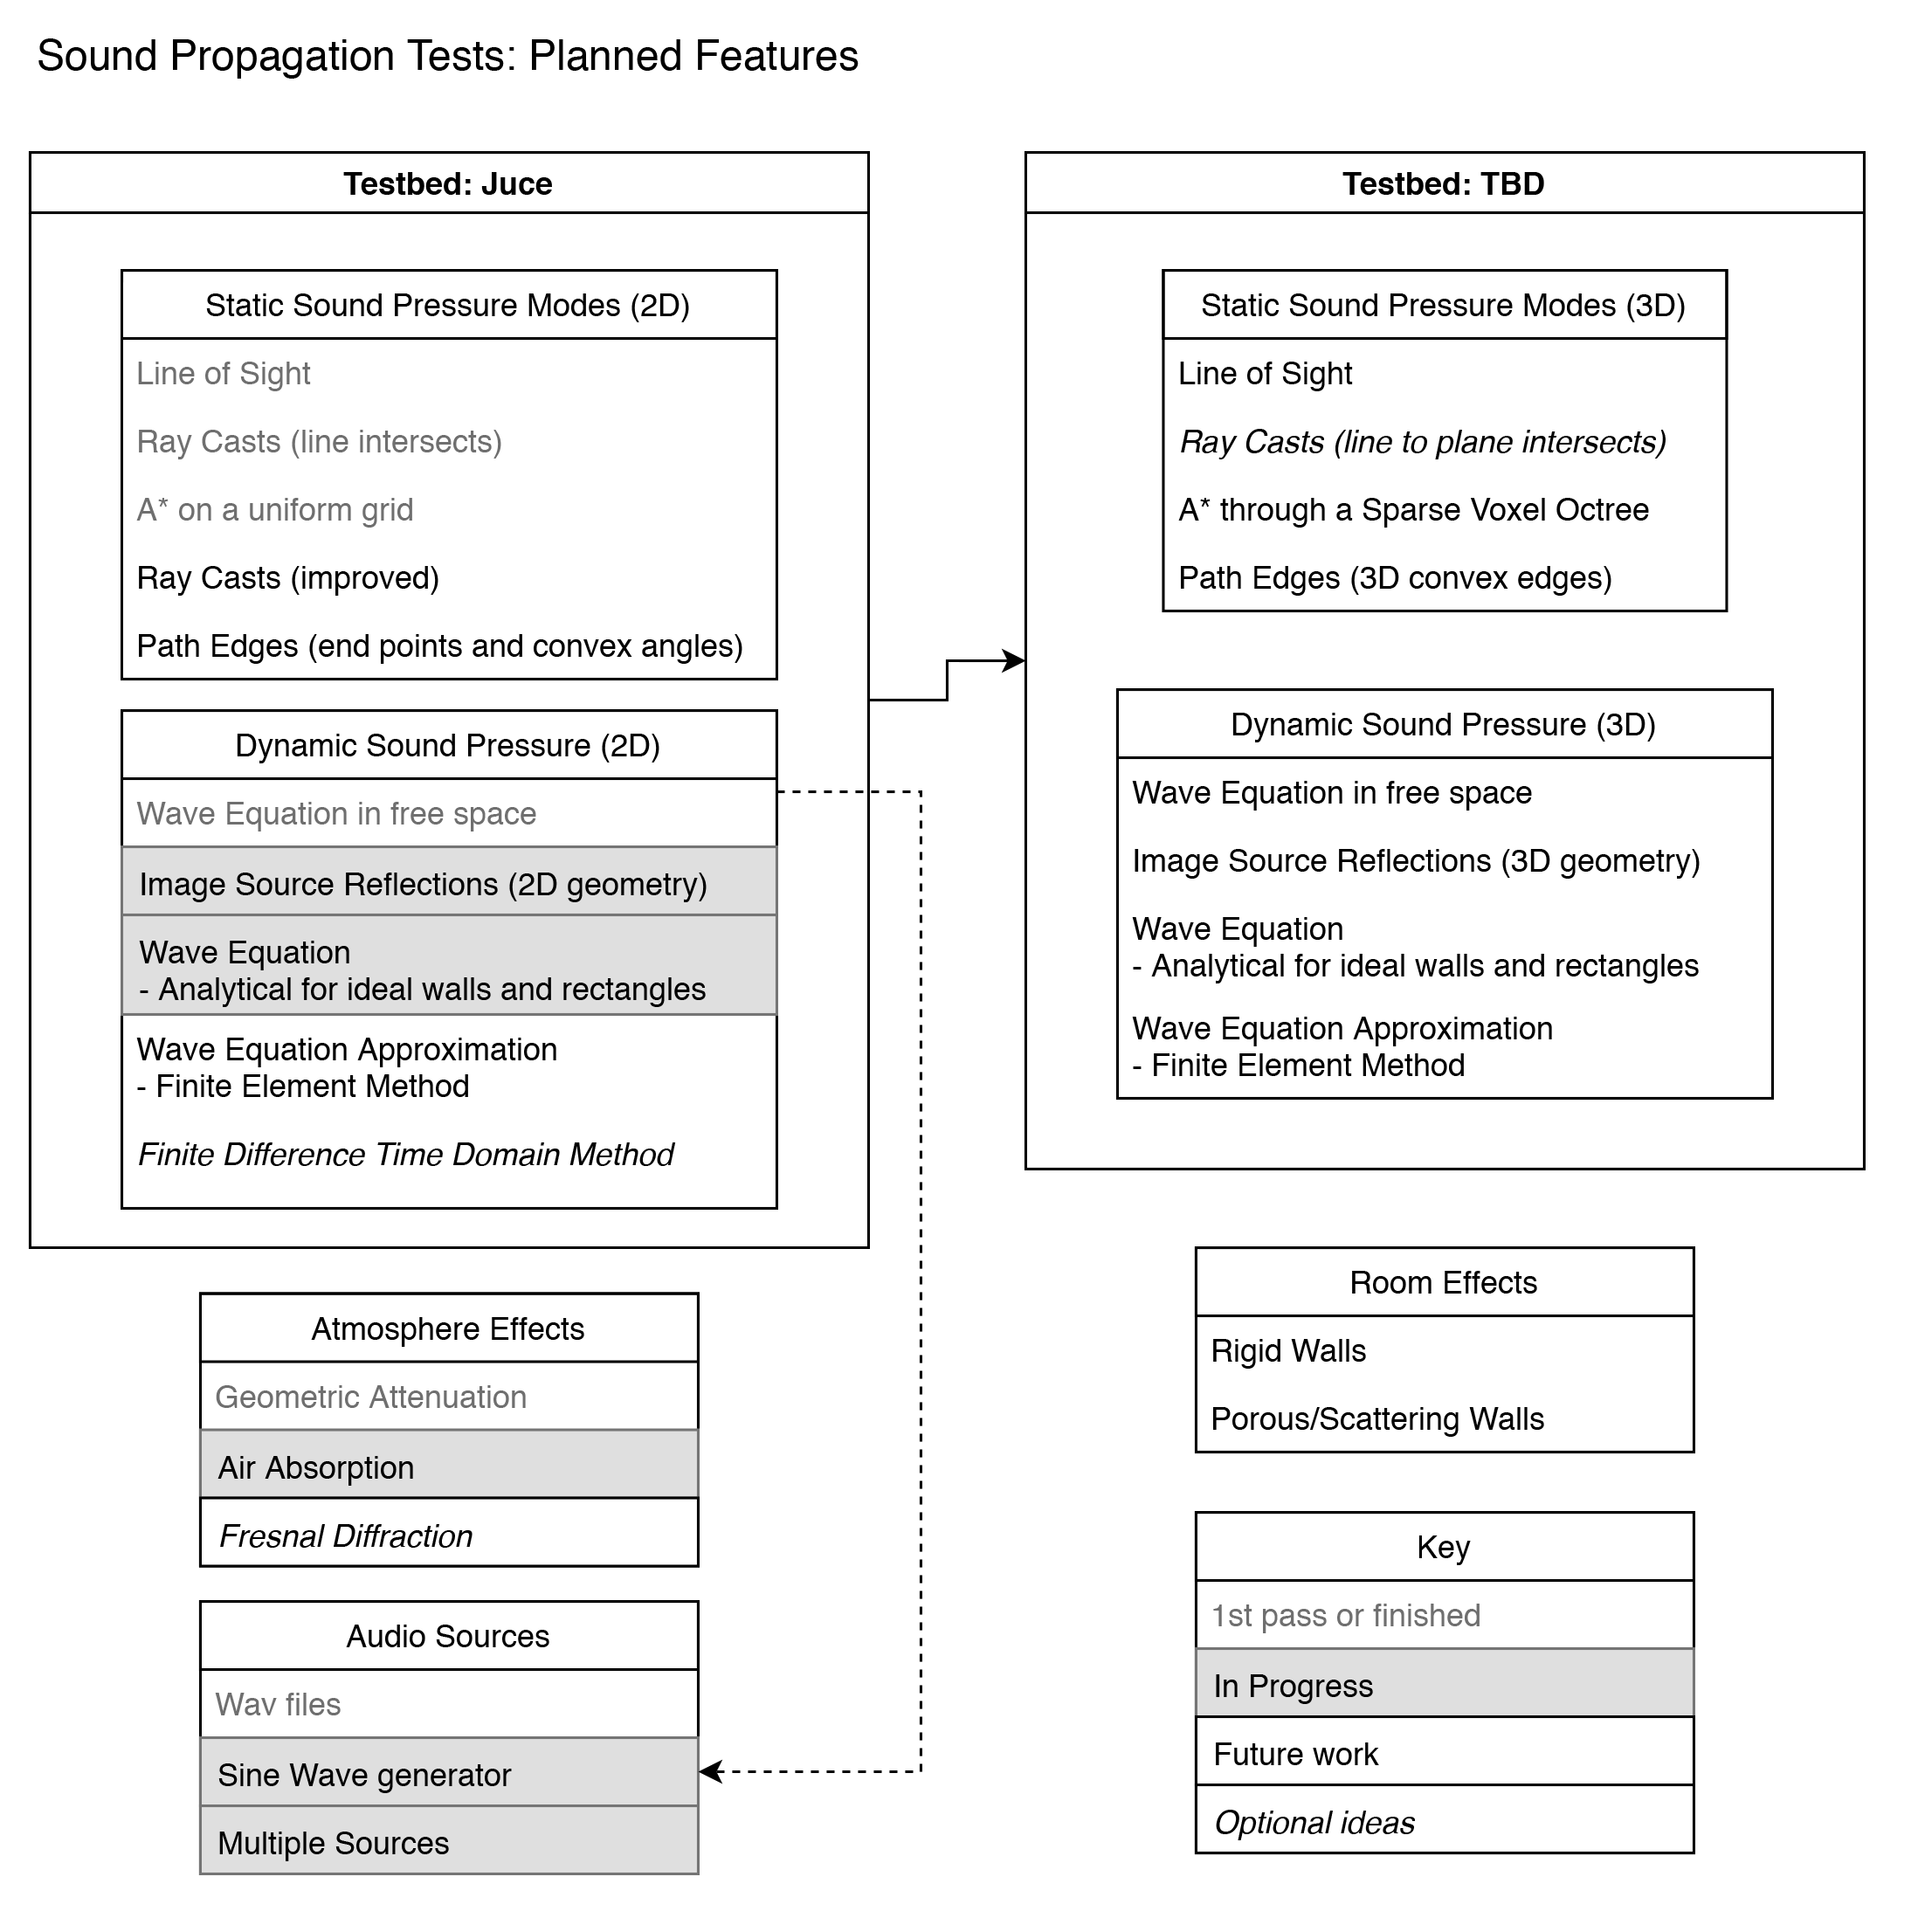 Sound Propagation Tests: Planned Features
Testbed: Juce
Static Sound Pressure Modes (2D)
Line of Sight
Ray Casts (line intersects)
A* on a uniform grid
Ray Casts (improved)
Path Edges (end points and convex angles)
Dynamic Sound Pressure (2D)
Wave Equation in free space
Image Source Reflections (2D geometry)
Wave Equation
- Analytical for ideal walls and rectangles
Wave Equation Approximation
- Finite Element Method
Finite Difference Time Domain Method
Testbed: TBD
Static Sound Pressure Modes (3D)
Line of Sight
Ray Casts (line to plane intersects)
A* through a Sparse Voxel Octree
Path Edges (3D convex edges)
Dynamic Sound Pressure (3D)
Wave Equation in free space
Image Source Reflections (3D geometry)
Wave Equation
- Analytical for ideal walls and rectangles
Wave Equation Approximation
- Finite Element Method
Atmosphere Effects
Geometric Attenuation
Air Absorption
Fresnal Diffraction
Audio Sources
Wav files
Sine Wave generator
Multiple Sources
Room Effects
Rigid Walls
Porous/Scattering Walls
Key
1st pass or finished
In Progress
Future work
Optional ideas